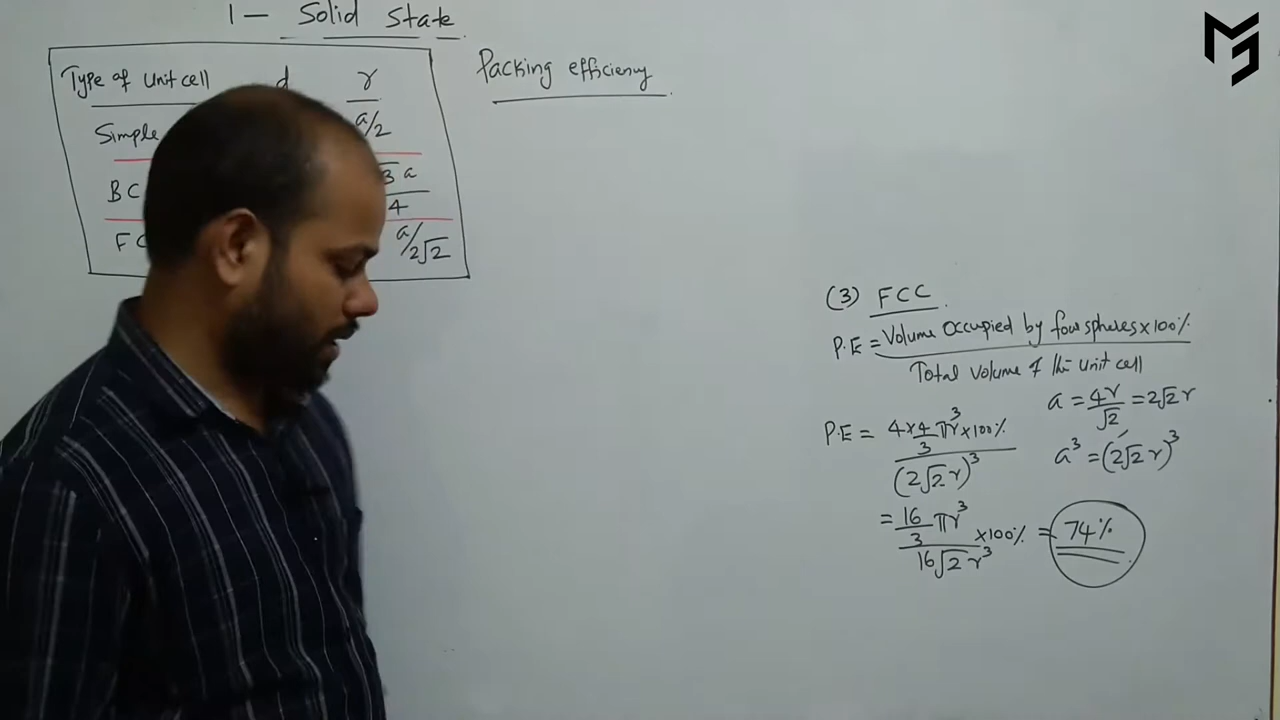 1 – Solid State
Type of Unit cell d r
Simple a/2
BC 3 a
4
FC a/2√2
Packing efficiency
(3) FCC
P.E = Volume Occupied by four spheres x 100%
Total volume of the unit cell
a = 4r = 2√2 r
√2
P.E = 4 x 4 πr³ x 100%
3
(2√2 r)³
a³ = (2√2 r)³
= 16 πr³
3 x 100% = 74%
16√2 r³